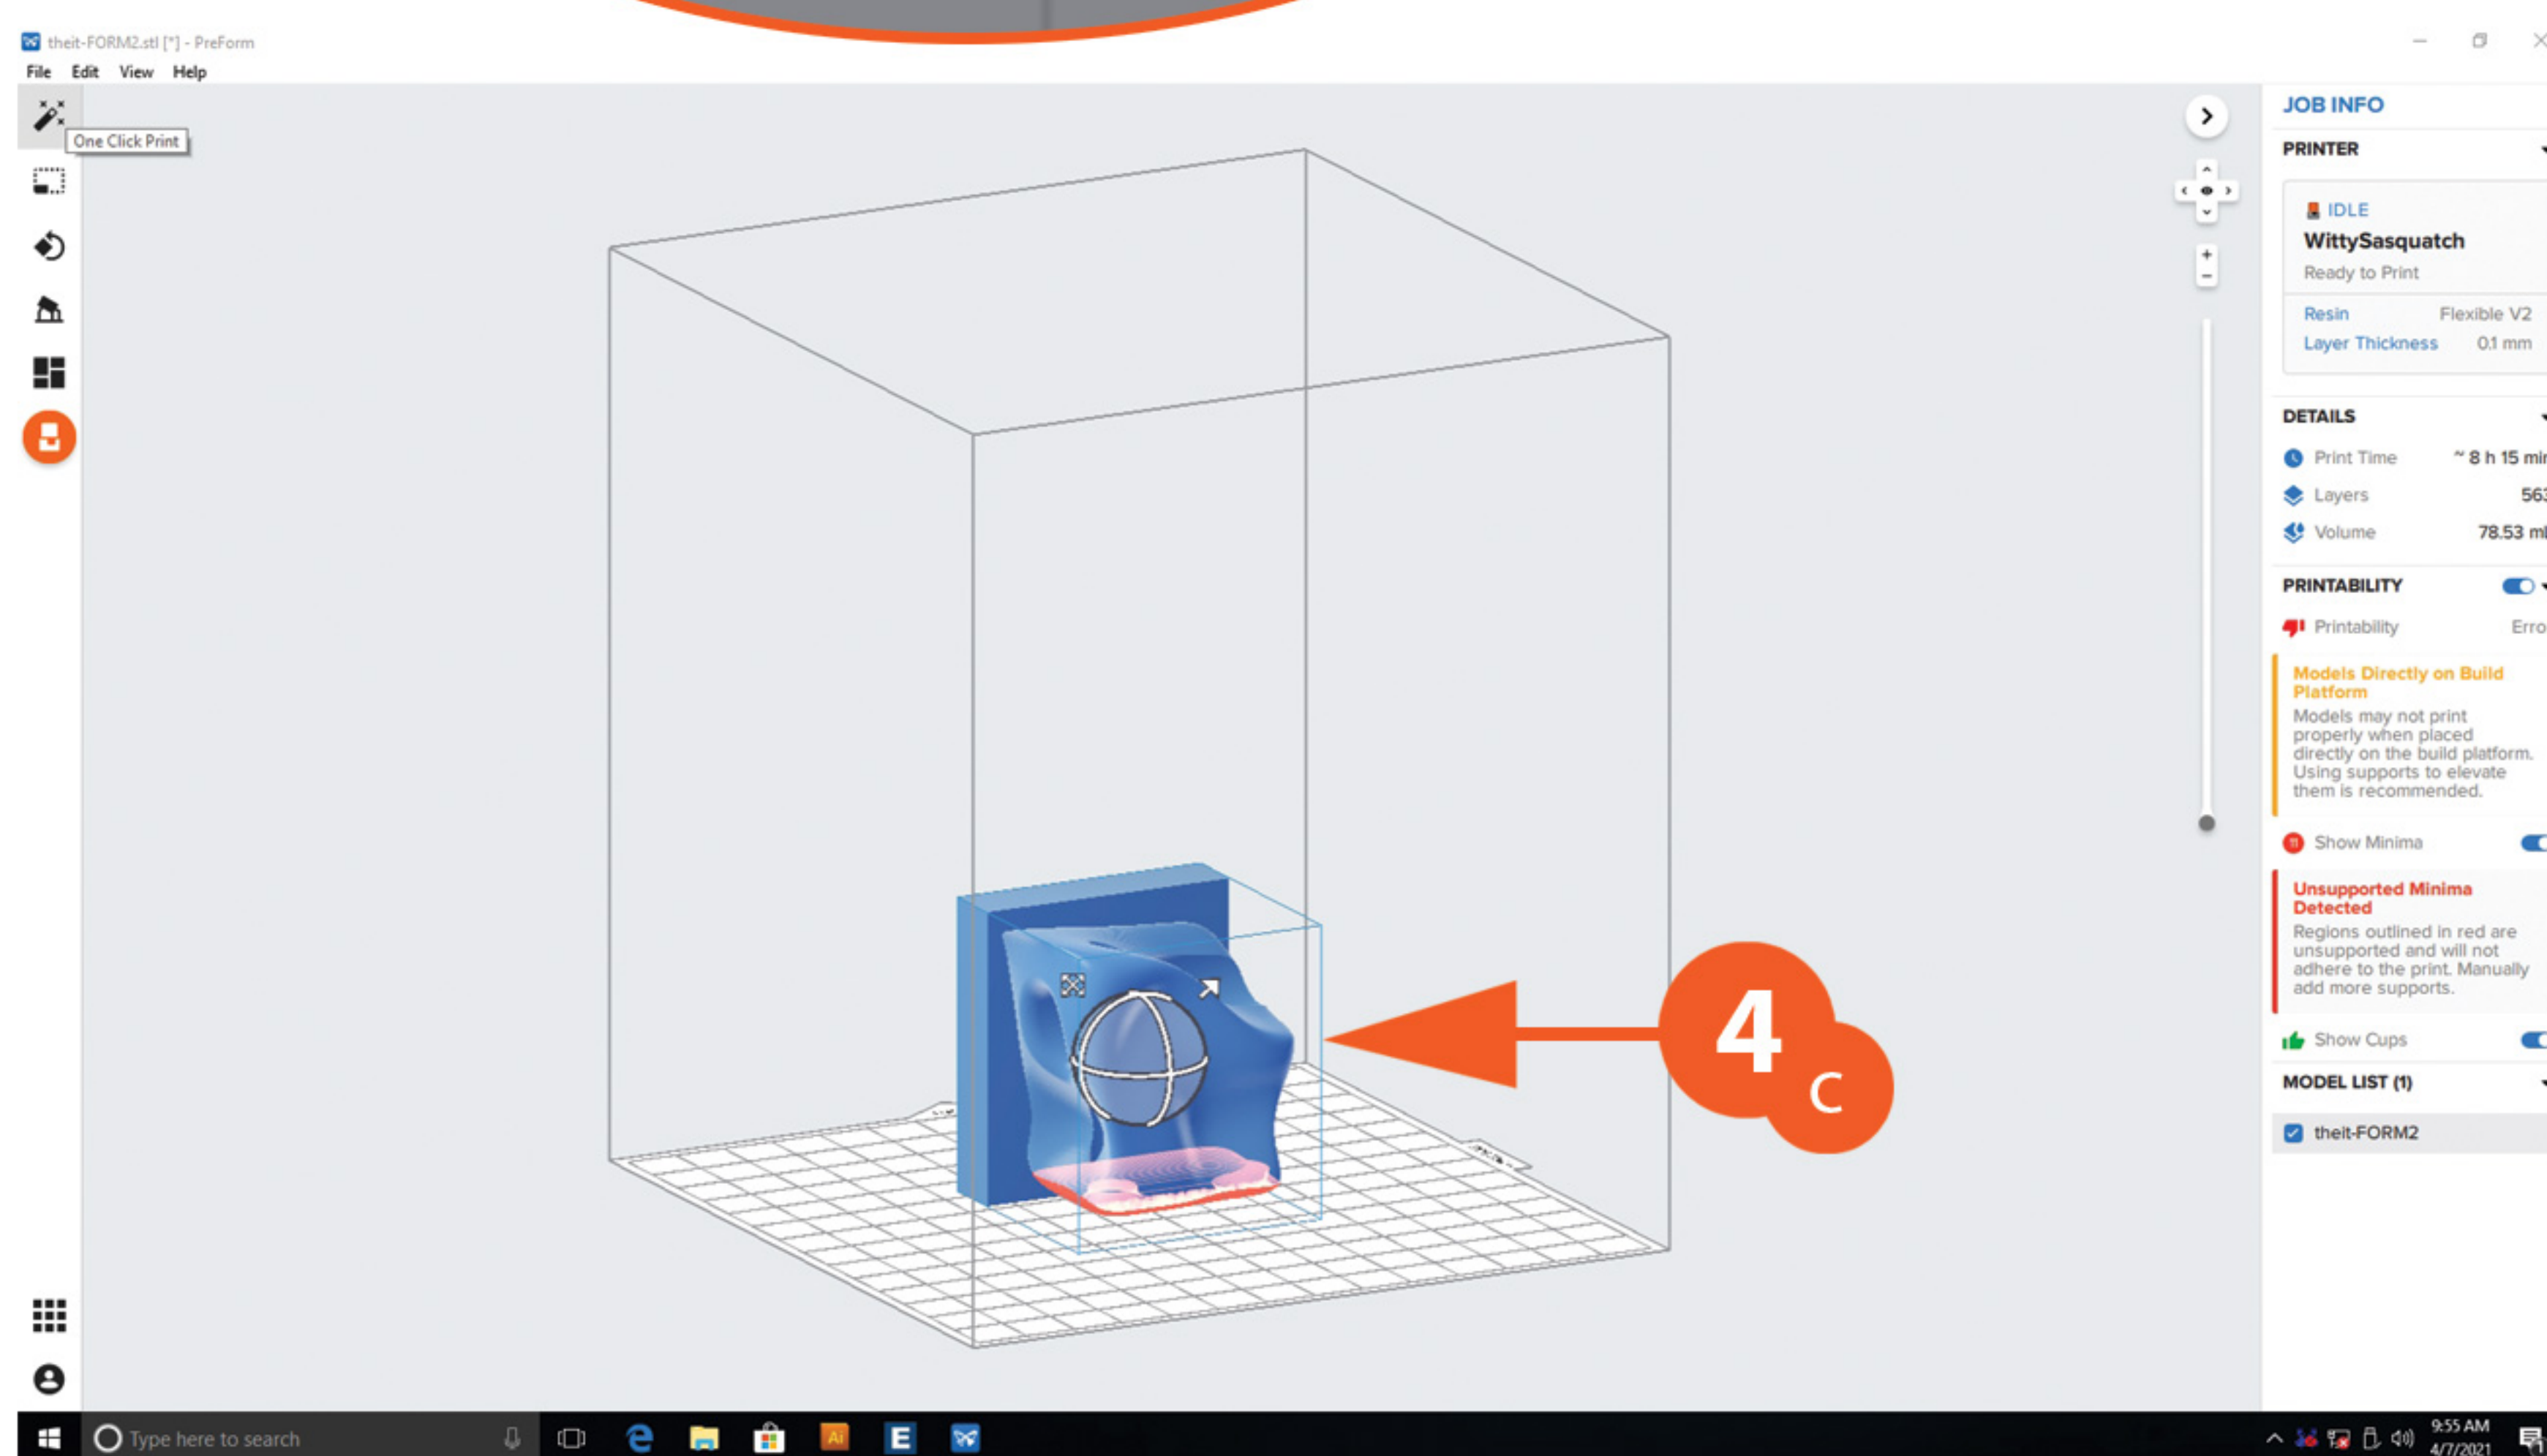 theit-FORM2.stl [*] - PreForm
File Edit View Help
One Click Print
JOB INFO
PRINTER
IDLE
WittySasquatch
Ready to Print
Resin Flexible V2
Layer Thickness 0.1 mm
DETAILS
Print Time ~ 8 h 15 min
Layers 563
Volume 78.53 ml
PRINTABILITY
Printability Erro
Models Directly on Build
Platform
Models may not print
properly when placed
directly on the build platform.
Using supports to elevate
them is recommended.
11 Show Minima
Unsupported Minima
Detected
Regions outlined in red are
unsupported and will not
adhere to the print. Manually
add more supports.
Show Cups
MODEL LIST (1)
theit-FORM2
4
C
Type here to search
Ai
E
9:55 AM
4/7/2021